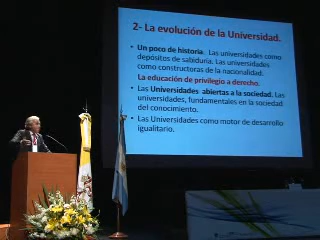 2- La evolución de la Universidad.
• Un poco de historia. Las universidades como
depósitos de sabiduría. Las universidades
como constructoras de la nacionalidad.
La educación de privilegio a derecho.
• Las Universidades abiertas a la sociedad. Las
universidades, fundamentales en la sociedad
del conocimiento.
• Las Universidades como motor de desarrollo
igualitario.